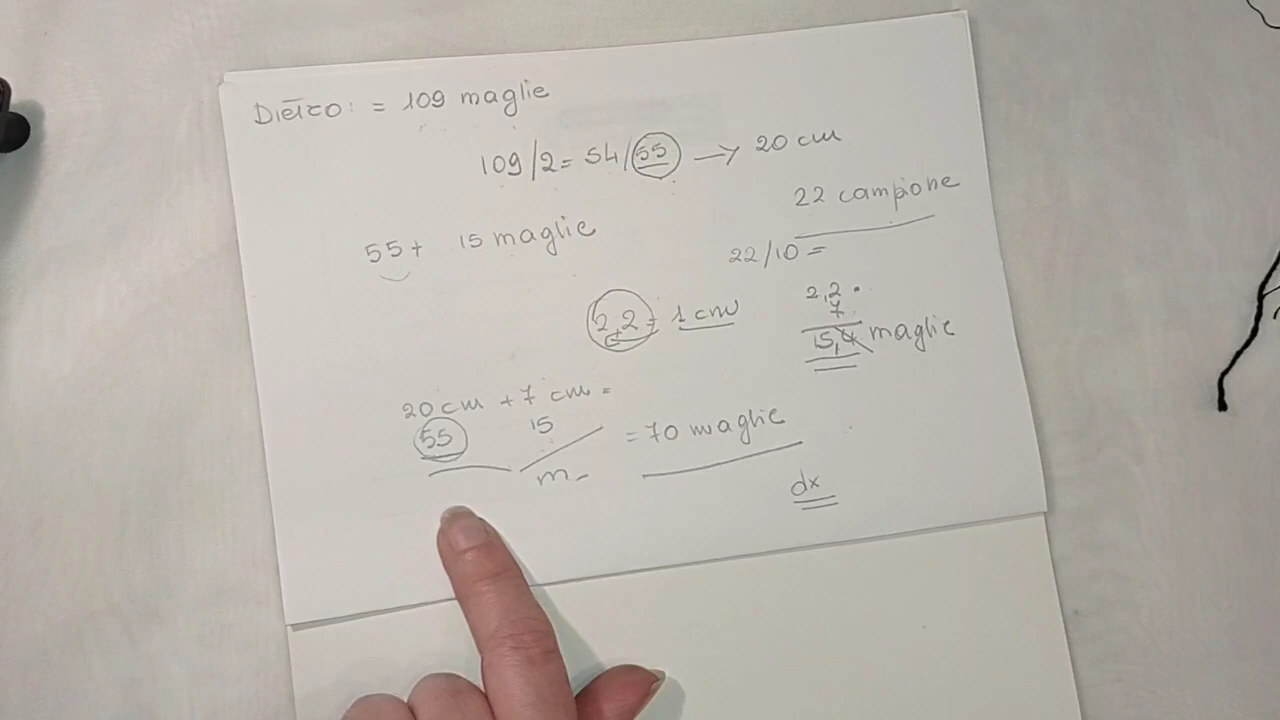 Dietro: = 109 maglie
109/2= 54/55 → 20 cm
22 campione
55+ 15 maglie
22/10=
2,2 = 1 cm
2,2 •
7
15,4 maglie
20 cm + 7 cm =
55 15 = 70 maglie
m-
dx